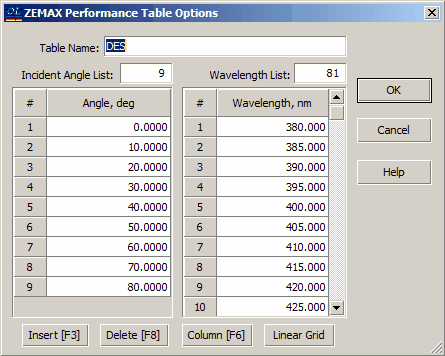 ZEMAX Performance Table Options
Table Name: DES
Incident Angle List: 9 Wavelength List: 81
# Angle, deg # Wavelength, nm
1 0.0000 1 380.000
2 10.0000 2 385.000
3 20.0000 3 390.000
4 30.0000 4 395.000
5 40.0000 5 400.000
6 50.0000 6 405.000
7 60.0000 7 410.000
8 70.0000 8 415.000
9 80.0000 9 420.000
10 425.000
OK
Cancel
Help
Insert [F3] Delete [F8] Column [F6] Linear Grid